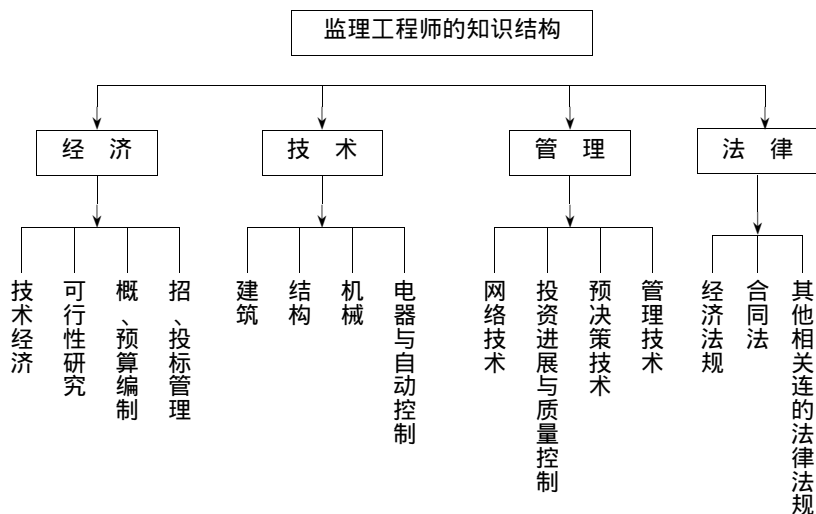 监理工程师的知识结构
经 济
技 术
管 理
法 律
技术经济
可行性研究
概、预算编制
招、投标管理
建筑
结构
机械
电器与自动控制
网络技术
投资进展与质量控制
预决策技术
管理技术
经济法规
合同法
其他相关连的法律法规